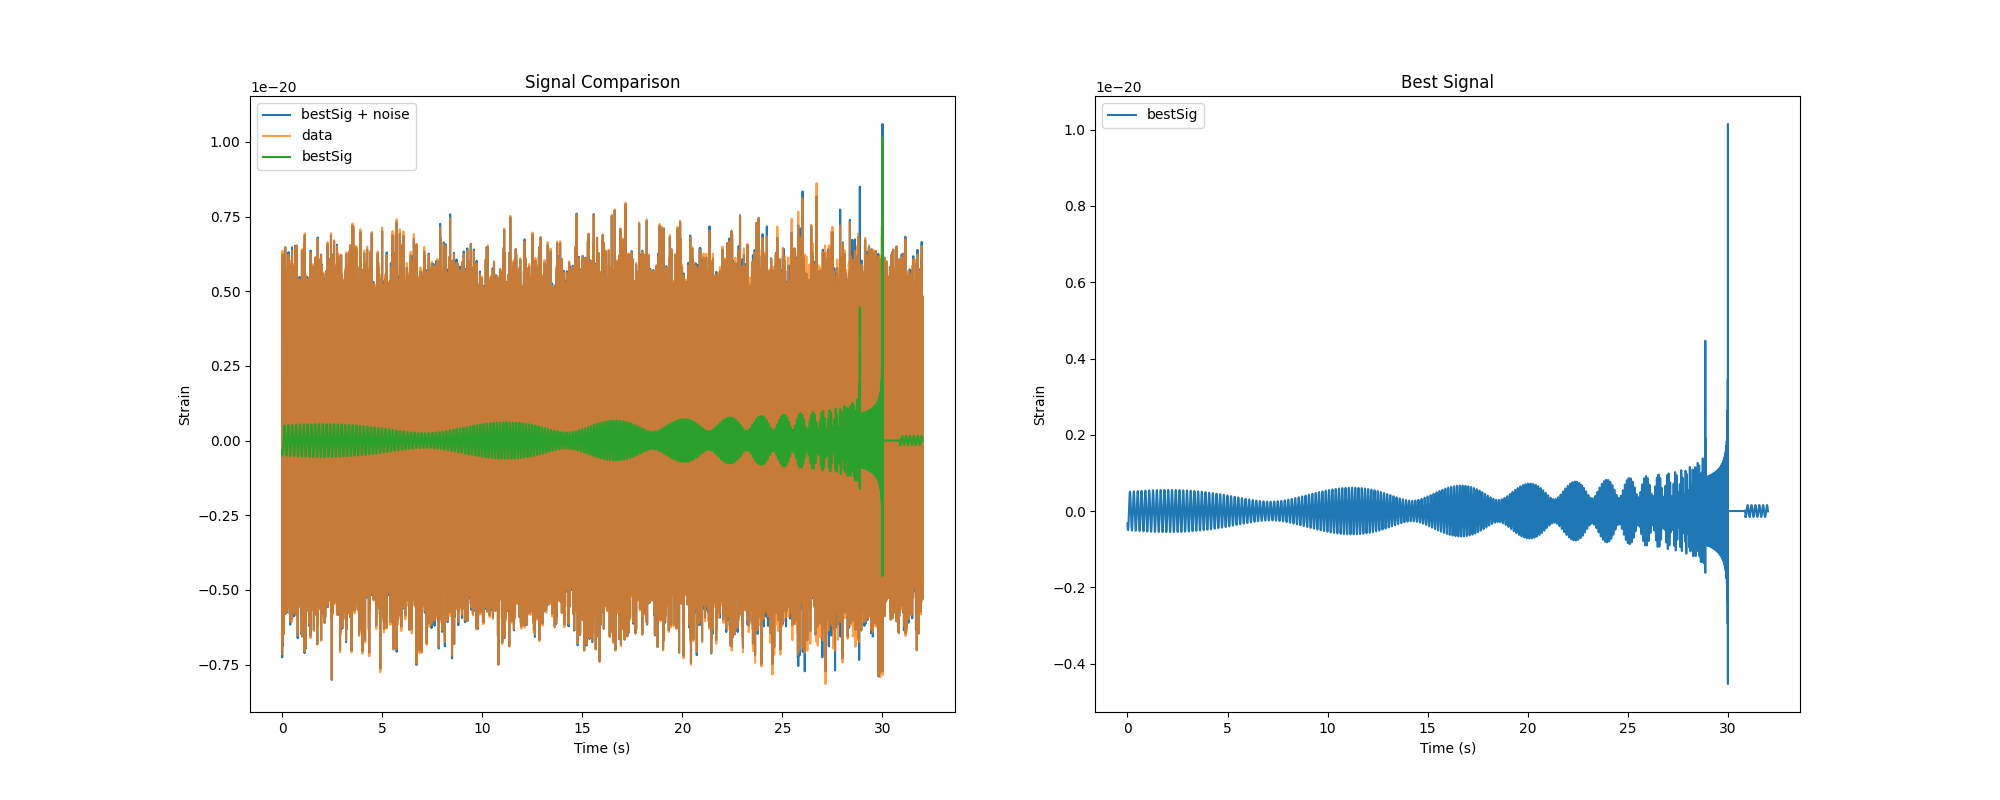 Signal Comparison
1e−20
bestSig + noise
data
bestSig
1.00
0.75
0.50
0.25
0.00
−0.25
−0.50
−0.75
Strain
0 5 10 15 20 25 30
Time (s)
Best Signal
1e−20
bestSig
1.0
0.8
0.6
0.4
0.2
0.0
−0.2
−0.4
Strain
0 5 10 15 20 25 30
Time (s)